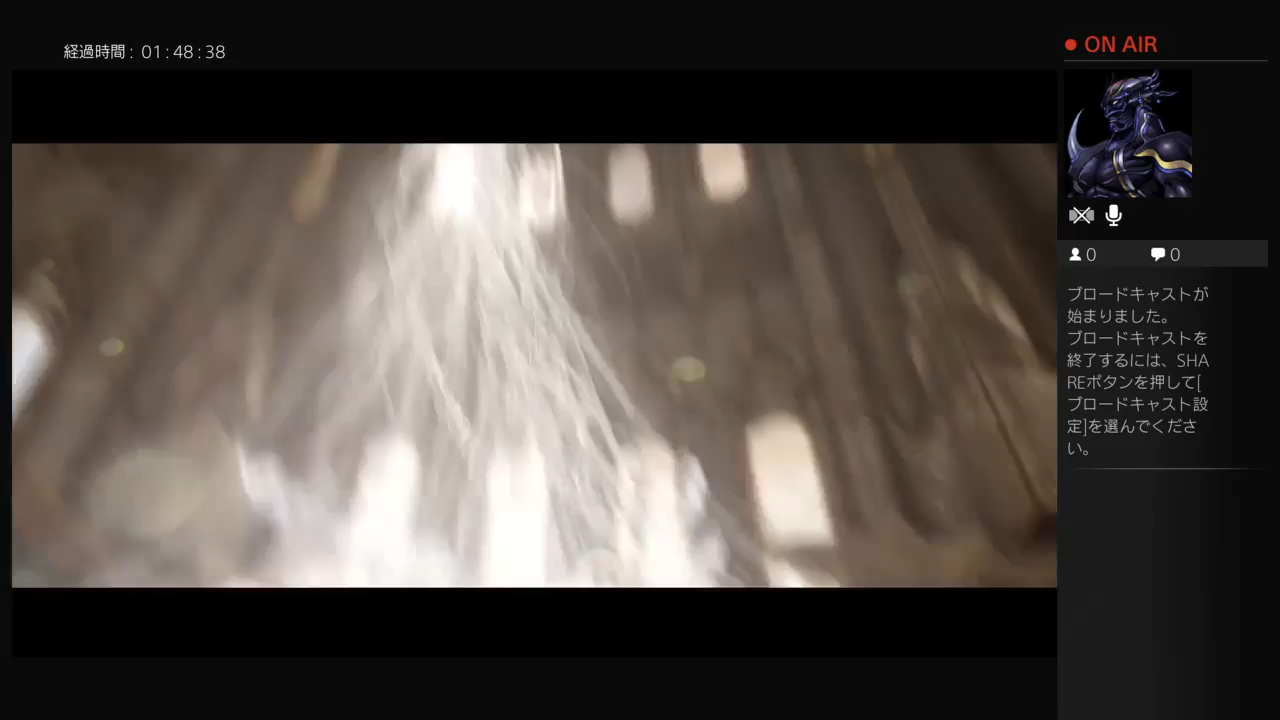 経過時間 : 01 : 48 : 38
ON AIR
0
0
ブロードキャストが
始まりました。
ブロードキャストを
終了するには、SHA
REボタンを押して[
ブロードキャスト設
定]を選んでくださ
い。